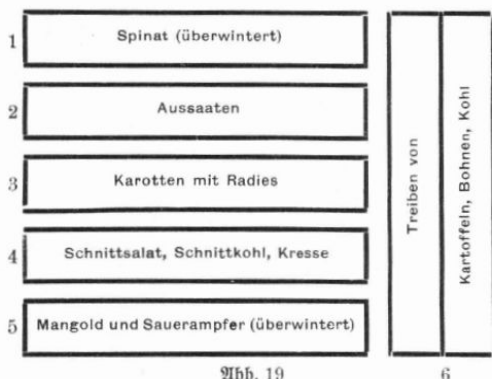 1 Spinat (überwintert)
2 Aussaaten
3 Karotten mit Radies
4 Schnittsalat, Schnittkohl, Kresse
5 Mangold und Sauerampfer (überwintert)
Treiben von
Kartoffeln, Bohnen, Kohl
Abb. 19
6